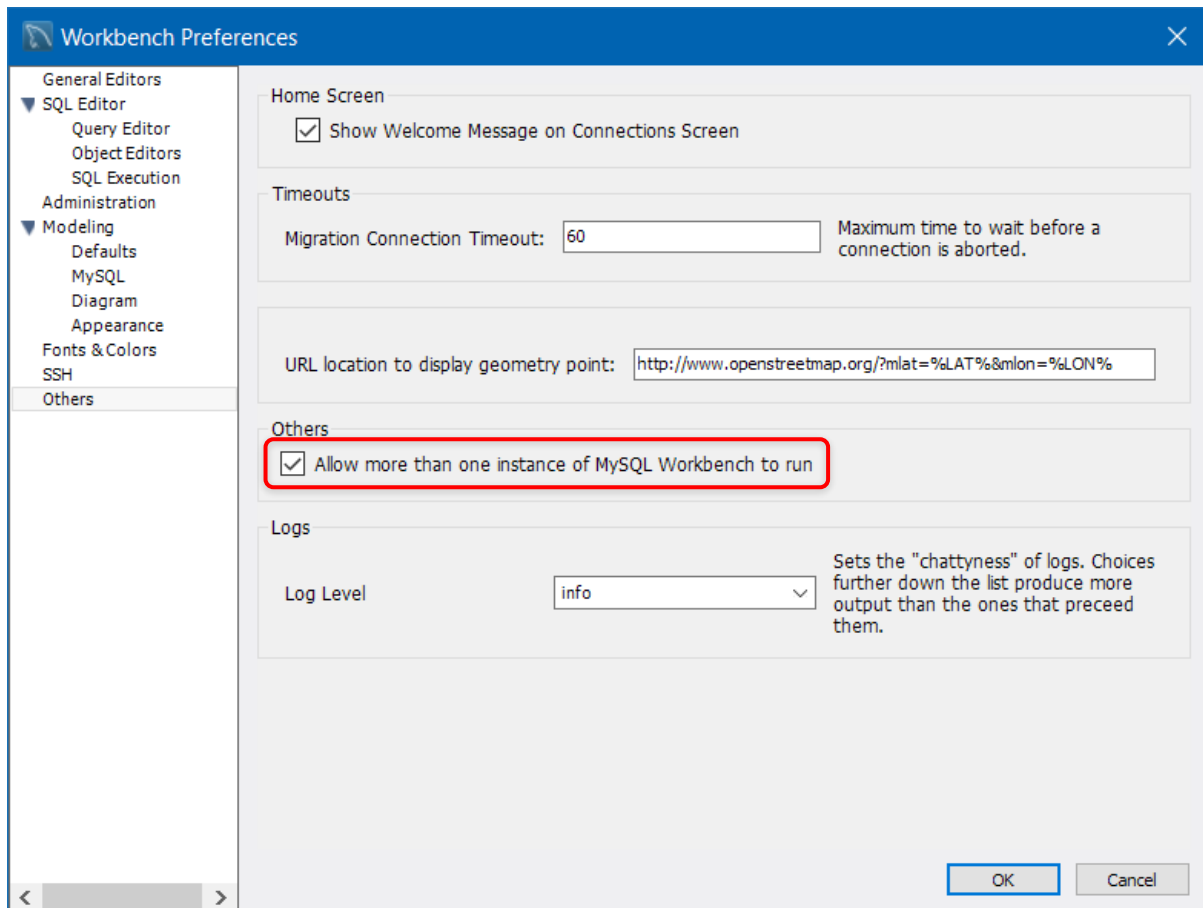 Workbench Preferences
General Editors
SQL Editor
Query Editor
Object Editors
SQL Execution
Administration
Modeling
Defaults
MySQL
Diagram
Appearance
Fonts & Colors
SSH
Others
Home Screen
Show Welcome Message on Connections Screen
Timeouts
Migration Connection Timeout:
60
Maximum time to wait before a
connection is aborted.
URL location to display geometry point:
http://www.openstreetmap.org/?mlat=%LAT%&mlon=%LON%
Others
Allow more than one instance of MySQL Workbench to run
Logs
Log Level
info
Sets the "chattyness" of logs. Choices
further down the list produce more
output than the ones that preceed
them.
OK
Cancel